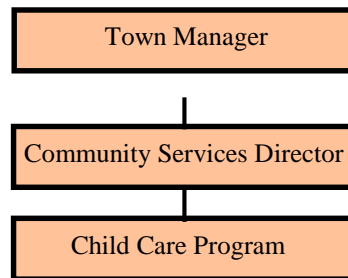 Town Manager
Community Services Director
Child Care Program